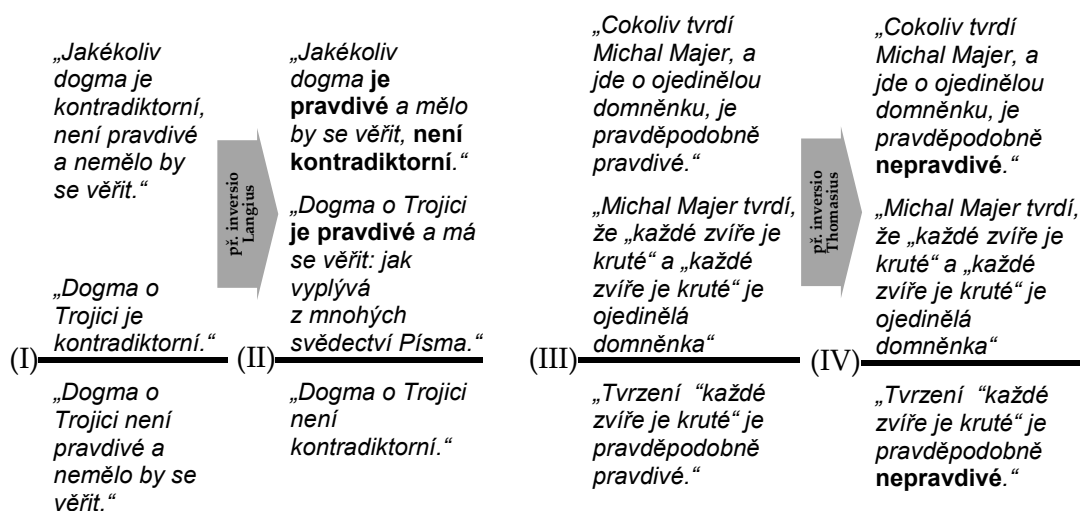 „Jakékoliv
dogma je
kontradiktorní,
není pravdivé
a nemělo by
se věřit.“
„Dogma o
Trojici je
kontradiktorní.“
(I)
„Dogma o
Trojici není
pravdivé a
nemělo by se
věřit.“
př. inversio
Langius
„Jakékoliv
dogma je
pravdivé a mělo
by se věřit, není
kontradiktorní.“
„Dogma o Trojici
je pravdivé a má
se věřit: jak
vyplývá
z mnohých
svědectví Písma.“
(II)
„Dogma o Trojici
není
kontradiktorní.“
„Cokoliv tvrdí
Michal Majer, a
jde o ojedinělou
domněnku, je
pravděpodobně
pravdivé.“
„Michal Majer tvrdí,
že „každé zvíře je
kruté“ a „každé
zvíře je kruté“ je
ojedinělá
domněnka“
(III)
„Tvrzení “každé
zvíře je kruté“ je
pravděpodobně
pravdivé.“
př. inversio
Thomasius
„Cokoliv tvrdí
Michal Majer, a
jde o ojedinělou
domněnku, je
pravděpodobně
nepravdivé.“
„Michal Majer tvrdí,
že „každé zvíře je
kruté“ a „každé
zvíře je kruté“ je
ojedinělá
domněnka“
(IV)
„Tvrzení “každé
zvíře je kruté“ je
pravděpodobně
nepravdivé.“